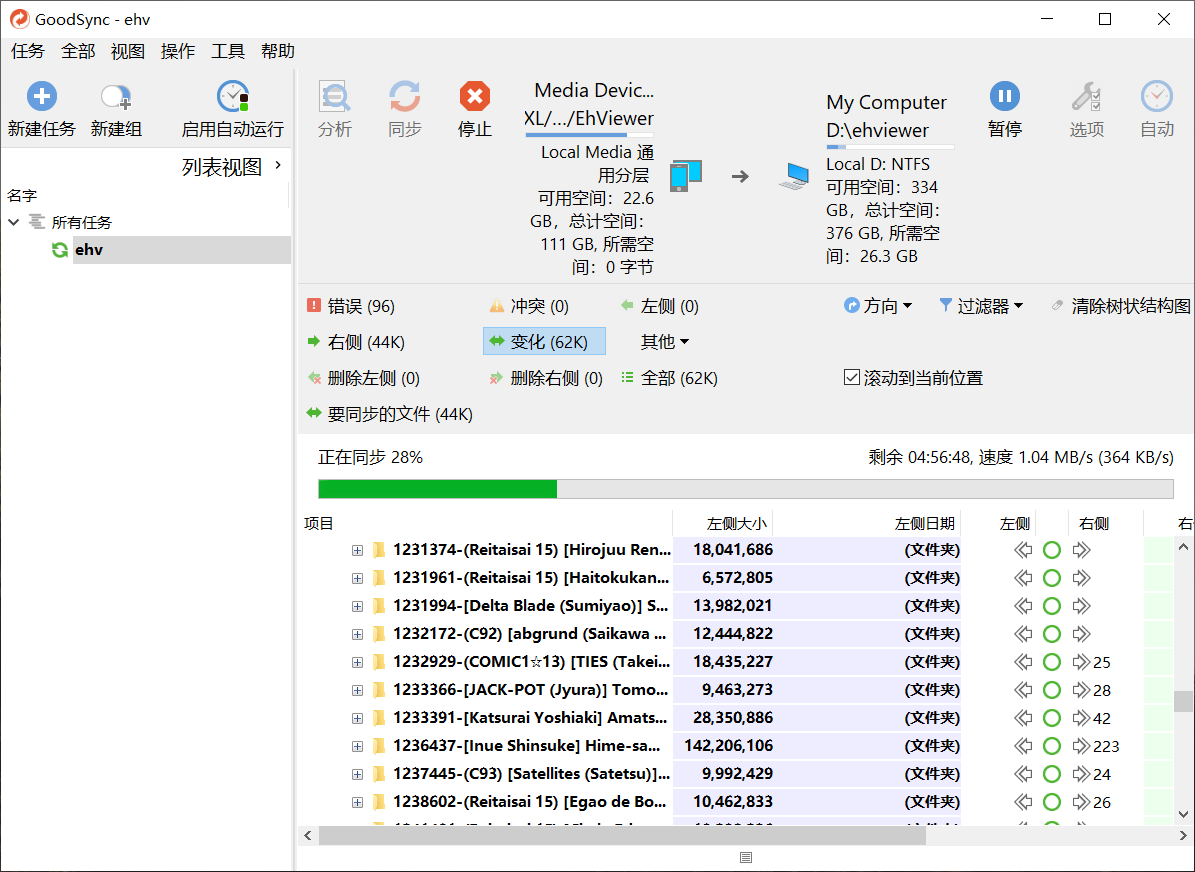 GoodSync - ehv
任务 全部 视图 操作 工具 帮助
新建任务 新建组 启用自动运行
列表视图
名字
所有任务
ehv
分析 同步 停止
Media Devic...
XL/.../EhViewer
Local Media 通
用分层
可用空间：22.6
GB，总计空间：
111 GB, 所需空
间：0 字节
My Computer
D:\ehviewer
Local D: NTFS
可用空间：334
GB，总计空间：
376 GB, 所需空
间：26.3 GB
暂停 选项 自动
错误 (96) 冲突 (0) 左侧 (0) 方向 过滤器 清除树状结构图
右侧 (44K) 变化 (62K) 其他
删除左侧 (0) 删除右侧 (0) 全部 (62K) 滚动到当前位置
要同步的文件 (44K)
正在同步 28% 剩余 04:56:48, 速度 1.04 MB/s (364 KB/s)
项目 左侧大小 左侧日期 左侧 右侧 右
1231374-(Reitaisai 15) [Hirojuu Ren... 18,041,686 (文件夹)
1231961-(Reitaisai 15) [Haitokukan... 6,572,805 (文件夹)
1231994-[Delta Blade (Sumiyao)] S... 13,982,021 (文件夹)
1232172-(C92) [abgrund (Saikawa ... 12,444,822 (文件夹)
1232929-(COMIC1☆13) [TIES (Takei... 18,435,227 (文件夹) 25
1233366-[JACK-POT (Jyura)] Tomo... 9,463,273 (文件夹) 28
1233391-[Katsurai Yoshiaki] Amats... 28,350,886 (文件夹) 42
1236437-[Inue Shinsuke] Hime-sa... 142,206,106 (文件夹) 223
1237445-(C93) [Satellites (Satetsu)]... 9,992,429 (文件夹) 24
1238602-(Reitaisai 15) [Egao de Bo... 10,462,833 (文件夹) 26